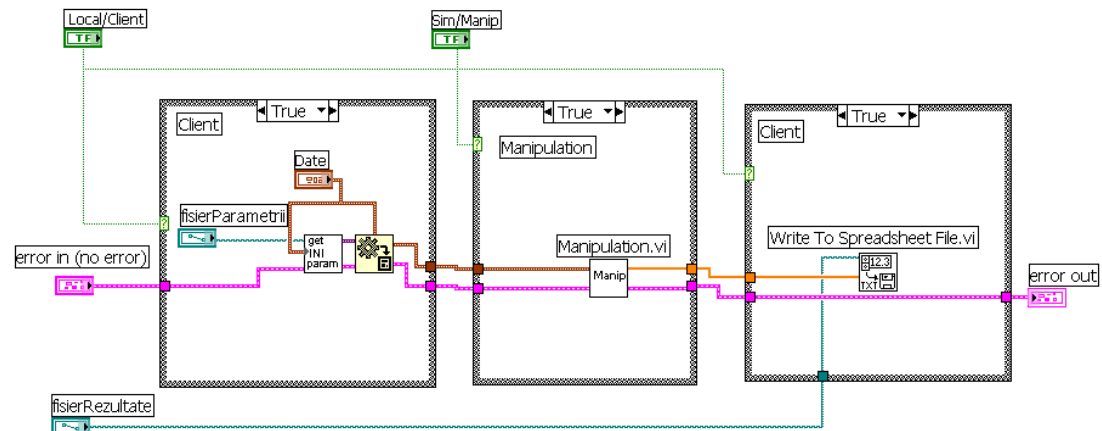 Local/Client
TF
Sim/Manip
TF
True
Client
Date
fisierParametrii
get
INI
param
error in (no error)
True
Manipulation
Manipulation.vi
Manip
True
Client
Write To Spreadsheet File.vi
12.3
TXT
error out
fisierRezultate